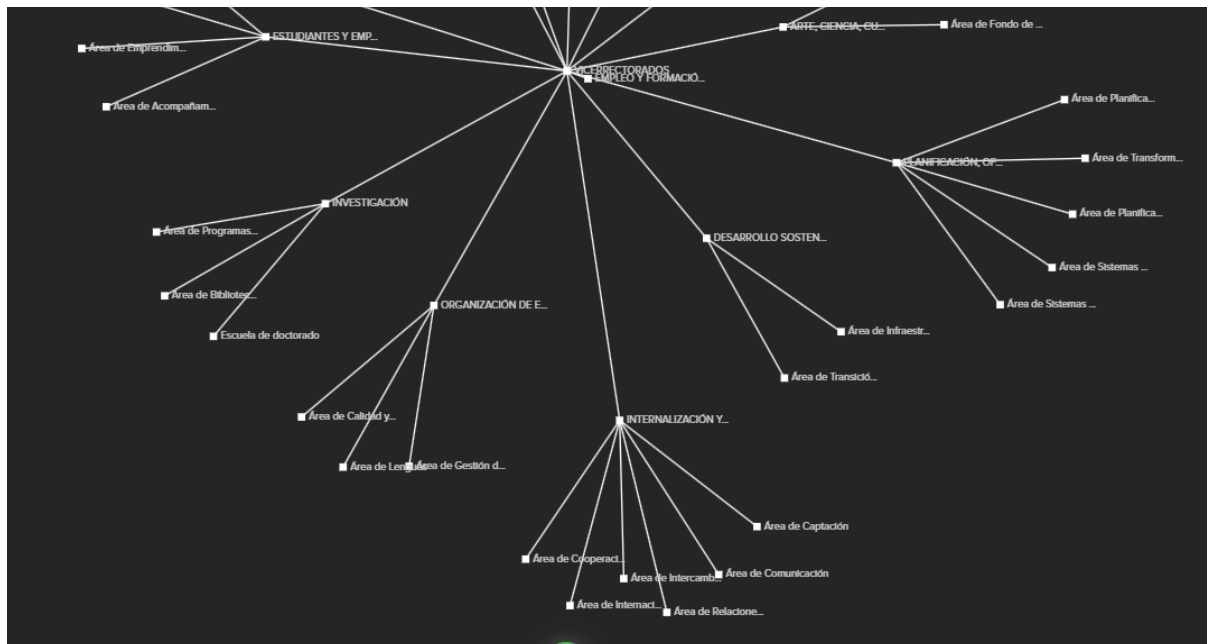 ARTE, CIENCIA, CU...
Área de Fondo de ...
ESTUDIANTES Y EMP...
Área de Emprendim...
VICERRECTORADOS
EMPLEO Y FORMACIÓ...
Área de Acompañam...
Área de Planifica...
PLANIFICACIÓN, OF...
Área de Transform...
INVESTIGACIÓN
Área de Planifica...
Área de Programas...
DESARROLLO SOSTEN...
Área de Sistemas ...
Área de Bibliotec...
ORGANIZACIÓN DE E...
Área de Sistemas ...
Escuela de doctorado
Área de Infraestr...
Área de Transició...
Área de Calidad y...
INTERNALIZACIÓN Y...
Área de Lenguas
Área de Gestión d...
Área de Captación
Área de Cooperaci...
Área de Intercamb...
Área de Comunicación
Área de Internaci...
Área de Relacione...